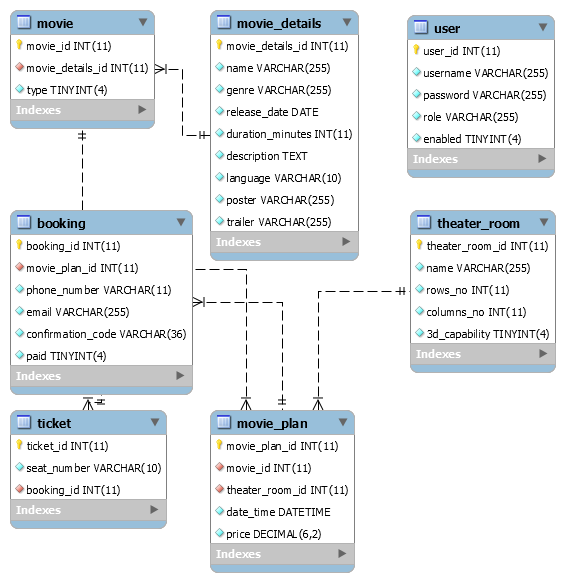 movie
movie_id INT(11)
movie_details_id INT(11)
type TINYINT(4)
Indexes
movie_details
movie_details_id INT(11)
name VARCHAR(255)
genre VARCHAR(255)
release_date DATE
duration_minutes INT(11)
description TEXT
language VARCHAR(10)
poster VARCHAR(255)
trailer VARCHAR(255)
Indexes
user
user_id INT(11)
username VARCHAR(255)
password VARCHAR(255)
role VARCHAR(255)
enabled TINYINT(4)
Indexes
booking
booking_id INT(11)
movie_plan_id INT(11)
phone_number VARCHAR(11)
email VARCHAR(255)
confirmation_code VARCHAR(36)
paid TINYINT(4)
Indexes
theater_room
theater_room_id INT(11)
name VARCHAR(255)
rows_no INT(11)
columns_no INT(11)
3d_capability TINYINT(4)
Indexes
ticket
ticket_id INT(11)
seat_number VARCHAR(10)
booking_id INT(11)
Indexes
movie_plan
movie_plan_id INT(11)
movie_id INT(11)
theater_room_id INT(11)
date_time DATETIME
price DECIMAL(6,2)
Indexes